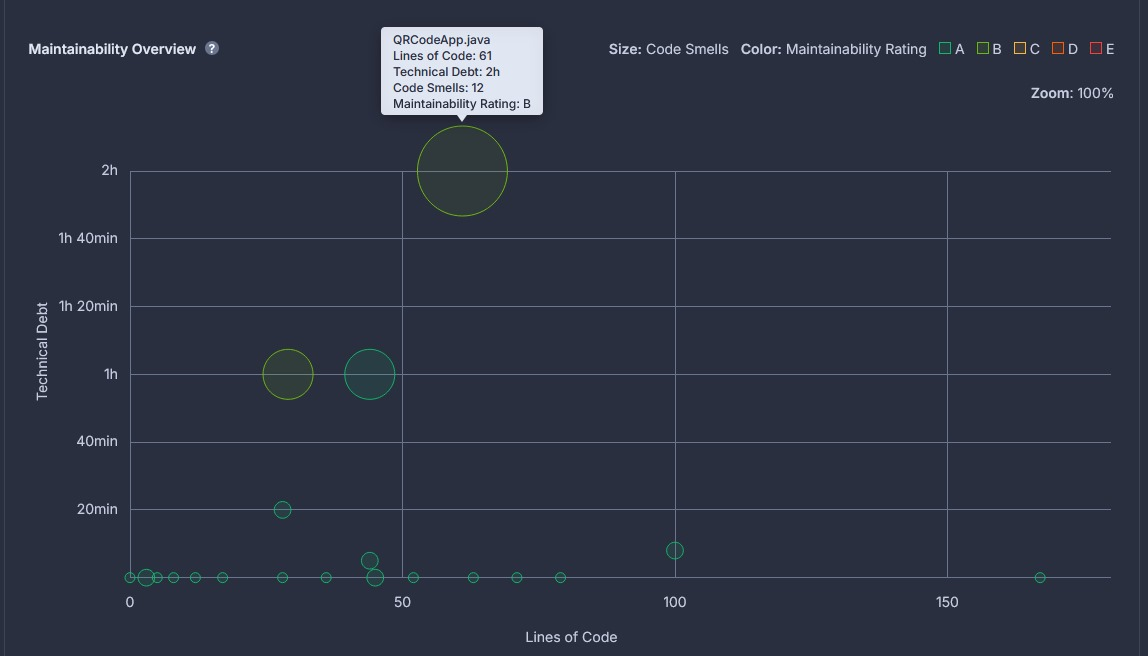 QRCodeApp.java
Lines of Code: 61
Technical Debt: 2h
Code Smells: 12
Maintainability Rating: B
Maintainability Overview ?
Size: Code Smells Color: Maintainability Rating A B C D E
Zoom: 100%
2h
1h 40min
1h 20min
1h
40min
20min
Technical Debt
0 50 100 150
Lines of Code